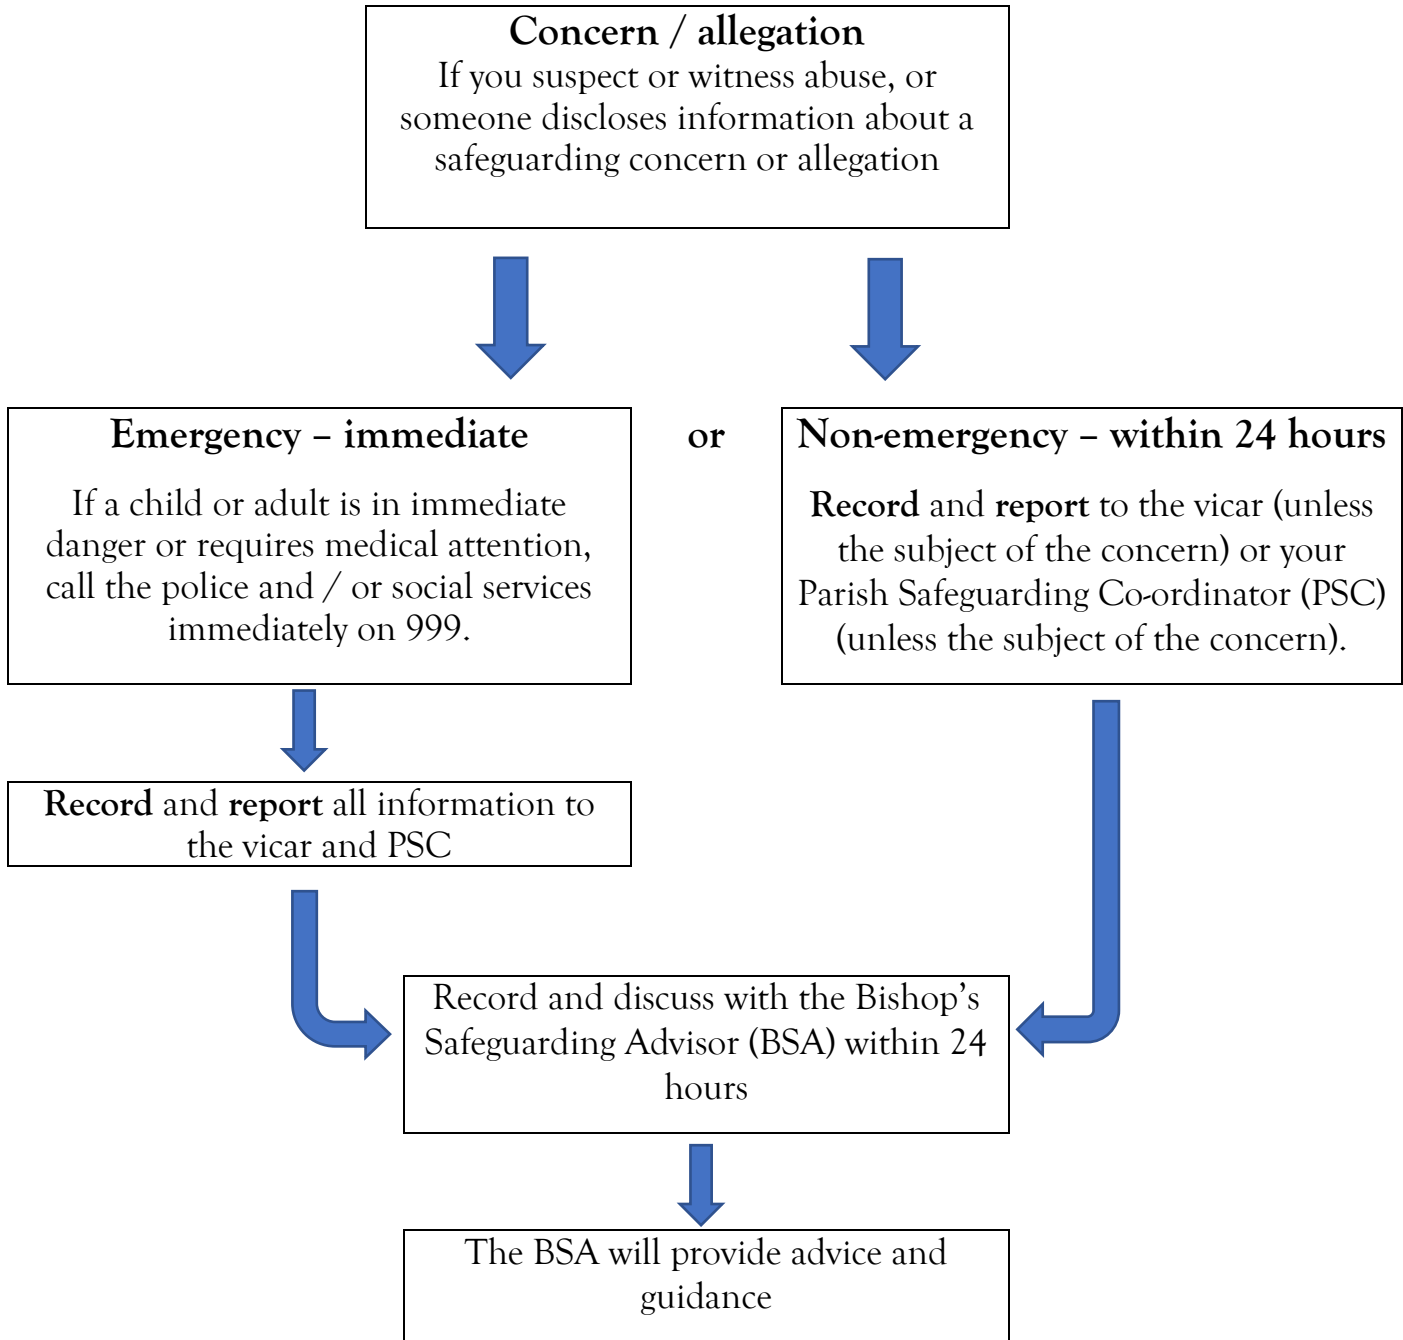 Concern / allegation
If you suspect or witness abuse, or
someone discloses information about a
safeguarding concern or allegation
Emergency – immediate
If a child or adult is in immediate
danger or requires medical attention,
call the police and / or social services
immediately on 999.
or
Non-emergency – within 24 hours
Record and report to the vicar (unless
the subject of the concern) or your
Parish Safeguarding Co-ordinator (PSC)
(unless the subject of the concern).
Record and report all information to
the vicar and PSC
Record and discuss with the Bishop’s
Safeguarding Advisor (BSA) within 24
hours
The BSA will provide advice and
guidance